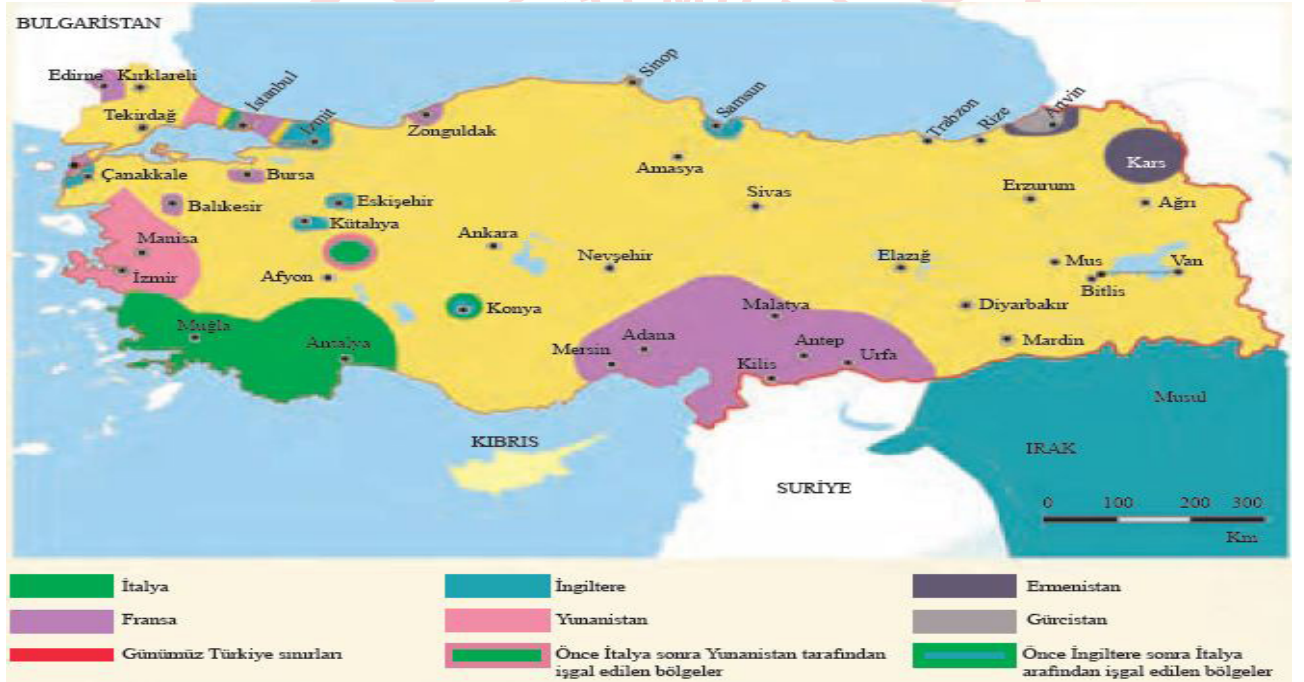 BULGARİSTAN
Edirne
Kırklareli
Tekirdağ
İstanbul
İzmit
Zonguldak
Sinop
Samsun
Trabzon
Rize
Artvin
Kars
Çanakkale
Bursa
Amasya
Sivas
Erzurum
Ağrı
Balıkesir
Eskişehir
Kütahya
Ankara
Manisa
İzmir
Afyon
Nevşehir
Elazığ
Mus
Van
Bitlis
Konya
Malatya
Diyarbakır
Muğla
Antalya
Adana
Mersin
Antep
Urfa
Kilis
Mardin
Musul
KIBRIS
IRAK
SURİYE
0 100 200 300
Km
İtalya
İngiltere
Ermenistan
Fransa
Yunanistan
Gürcistan
Günümüz Türkiye sınırları
Önce İtalya sonra Yunanistan tarafından
işgal edilen bölgeler
Önce İngiltere sonra İtalya
arafından işgal edilen bölgeler